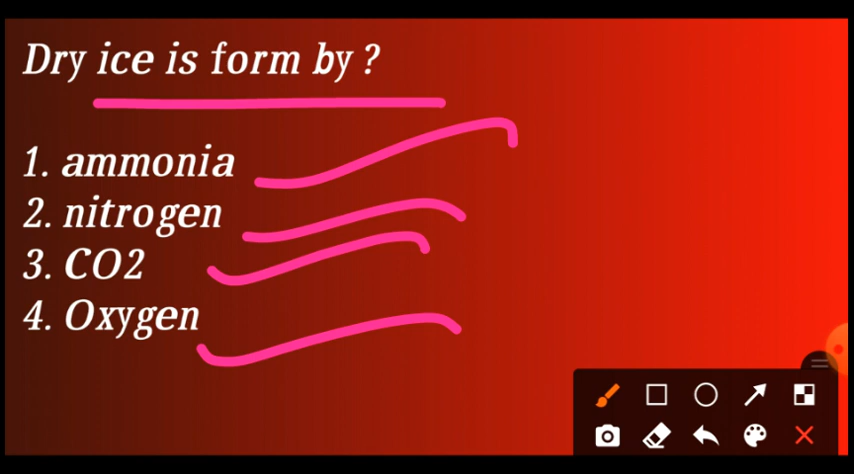 Dry ice is form by ?
1. ammonia
2. nitrogen
3. CO2
4. Oxygen